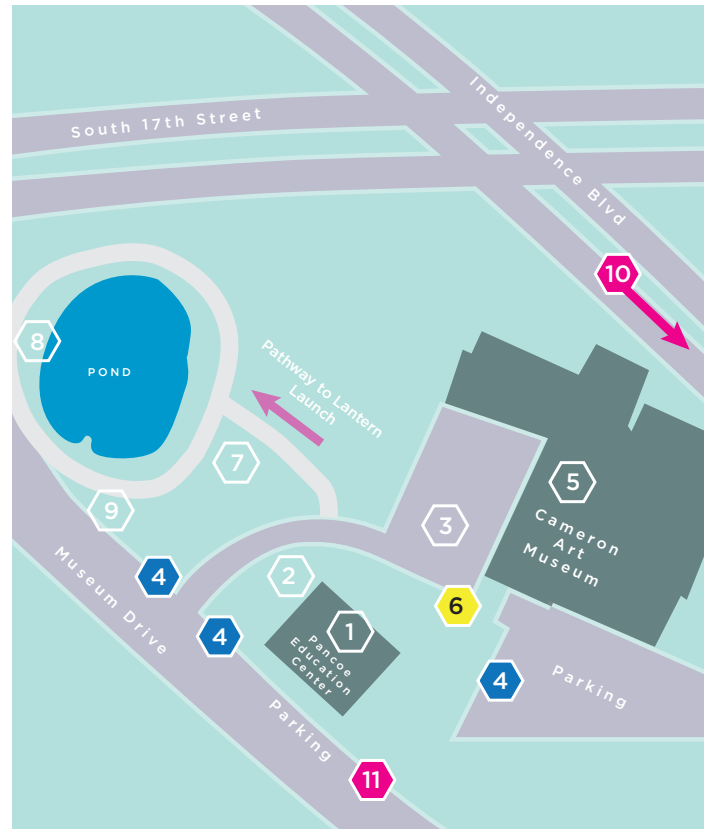 South 17th Street
Independence Blvd
10
8
POND
Pathway to Lantern
Launch
7
9
5
Cameron
Art
Museum
3
4
2
6
1
Pancoe
Education
Center
4
Museum Drive
4
Parking
Parking
11